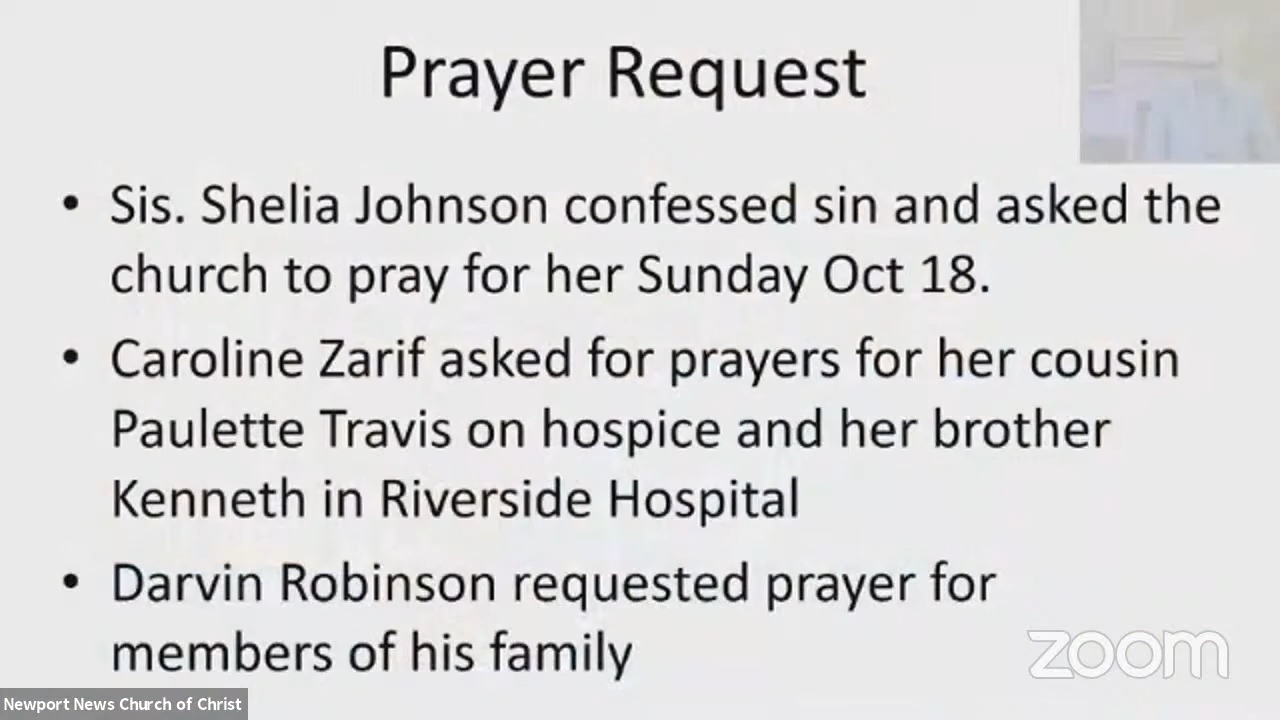 Prayer Request
• Sis. Shelia Johnson confessed sin and asked the
church to pray for her Sunday Oct 18.
• Caroline Zarif asked for prayers for her cousin
Paulette Travis on hospice and her brother
Kenneth in Riverside Hospital
• Darvin Robinson requested prayer for
members of his family
zoom
Newport News Church of Christ